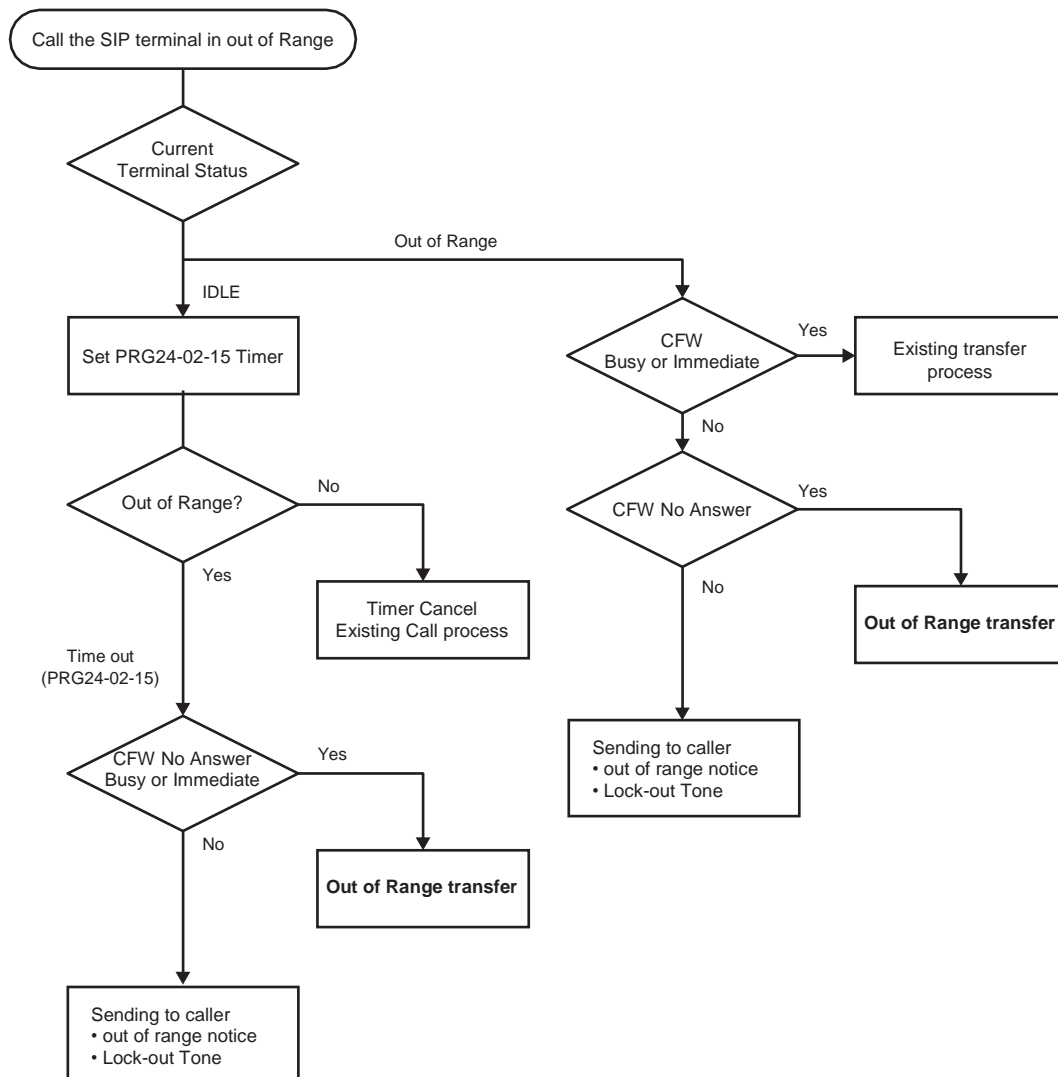 Call the SIP terminal in out of Range
Current
Terminal Status
Out of Range
IDLE
Set PRG24-02-15 Timer
CFW
Busy or Immediate
Yes
Existing transfer
process
No
Out of Range?
No
CFW No Answer
Yes
Yes
No
Timer Cancel
Existing Call process
Out of Range transfer
Time out
(PRG24-02-15)
CFW No Answer
Busy or Immediate
Yes
Sending to caller
• out of range notice
• Lock-out Tone
No
Out of Range transfer
Sending to caller
• out of range notice
• Lock-out Tone